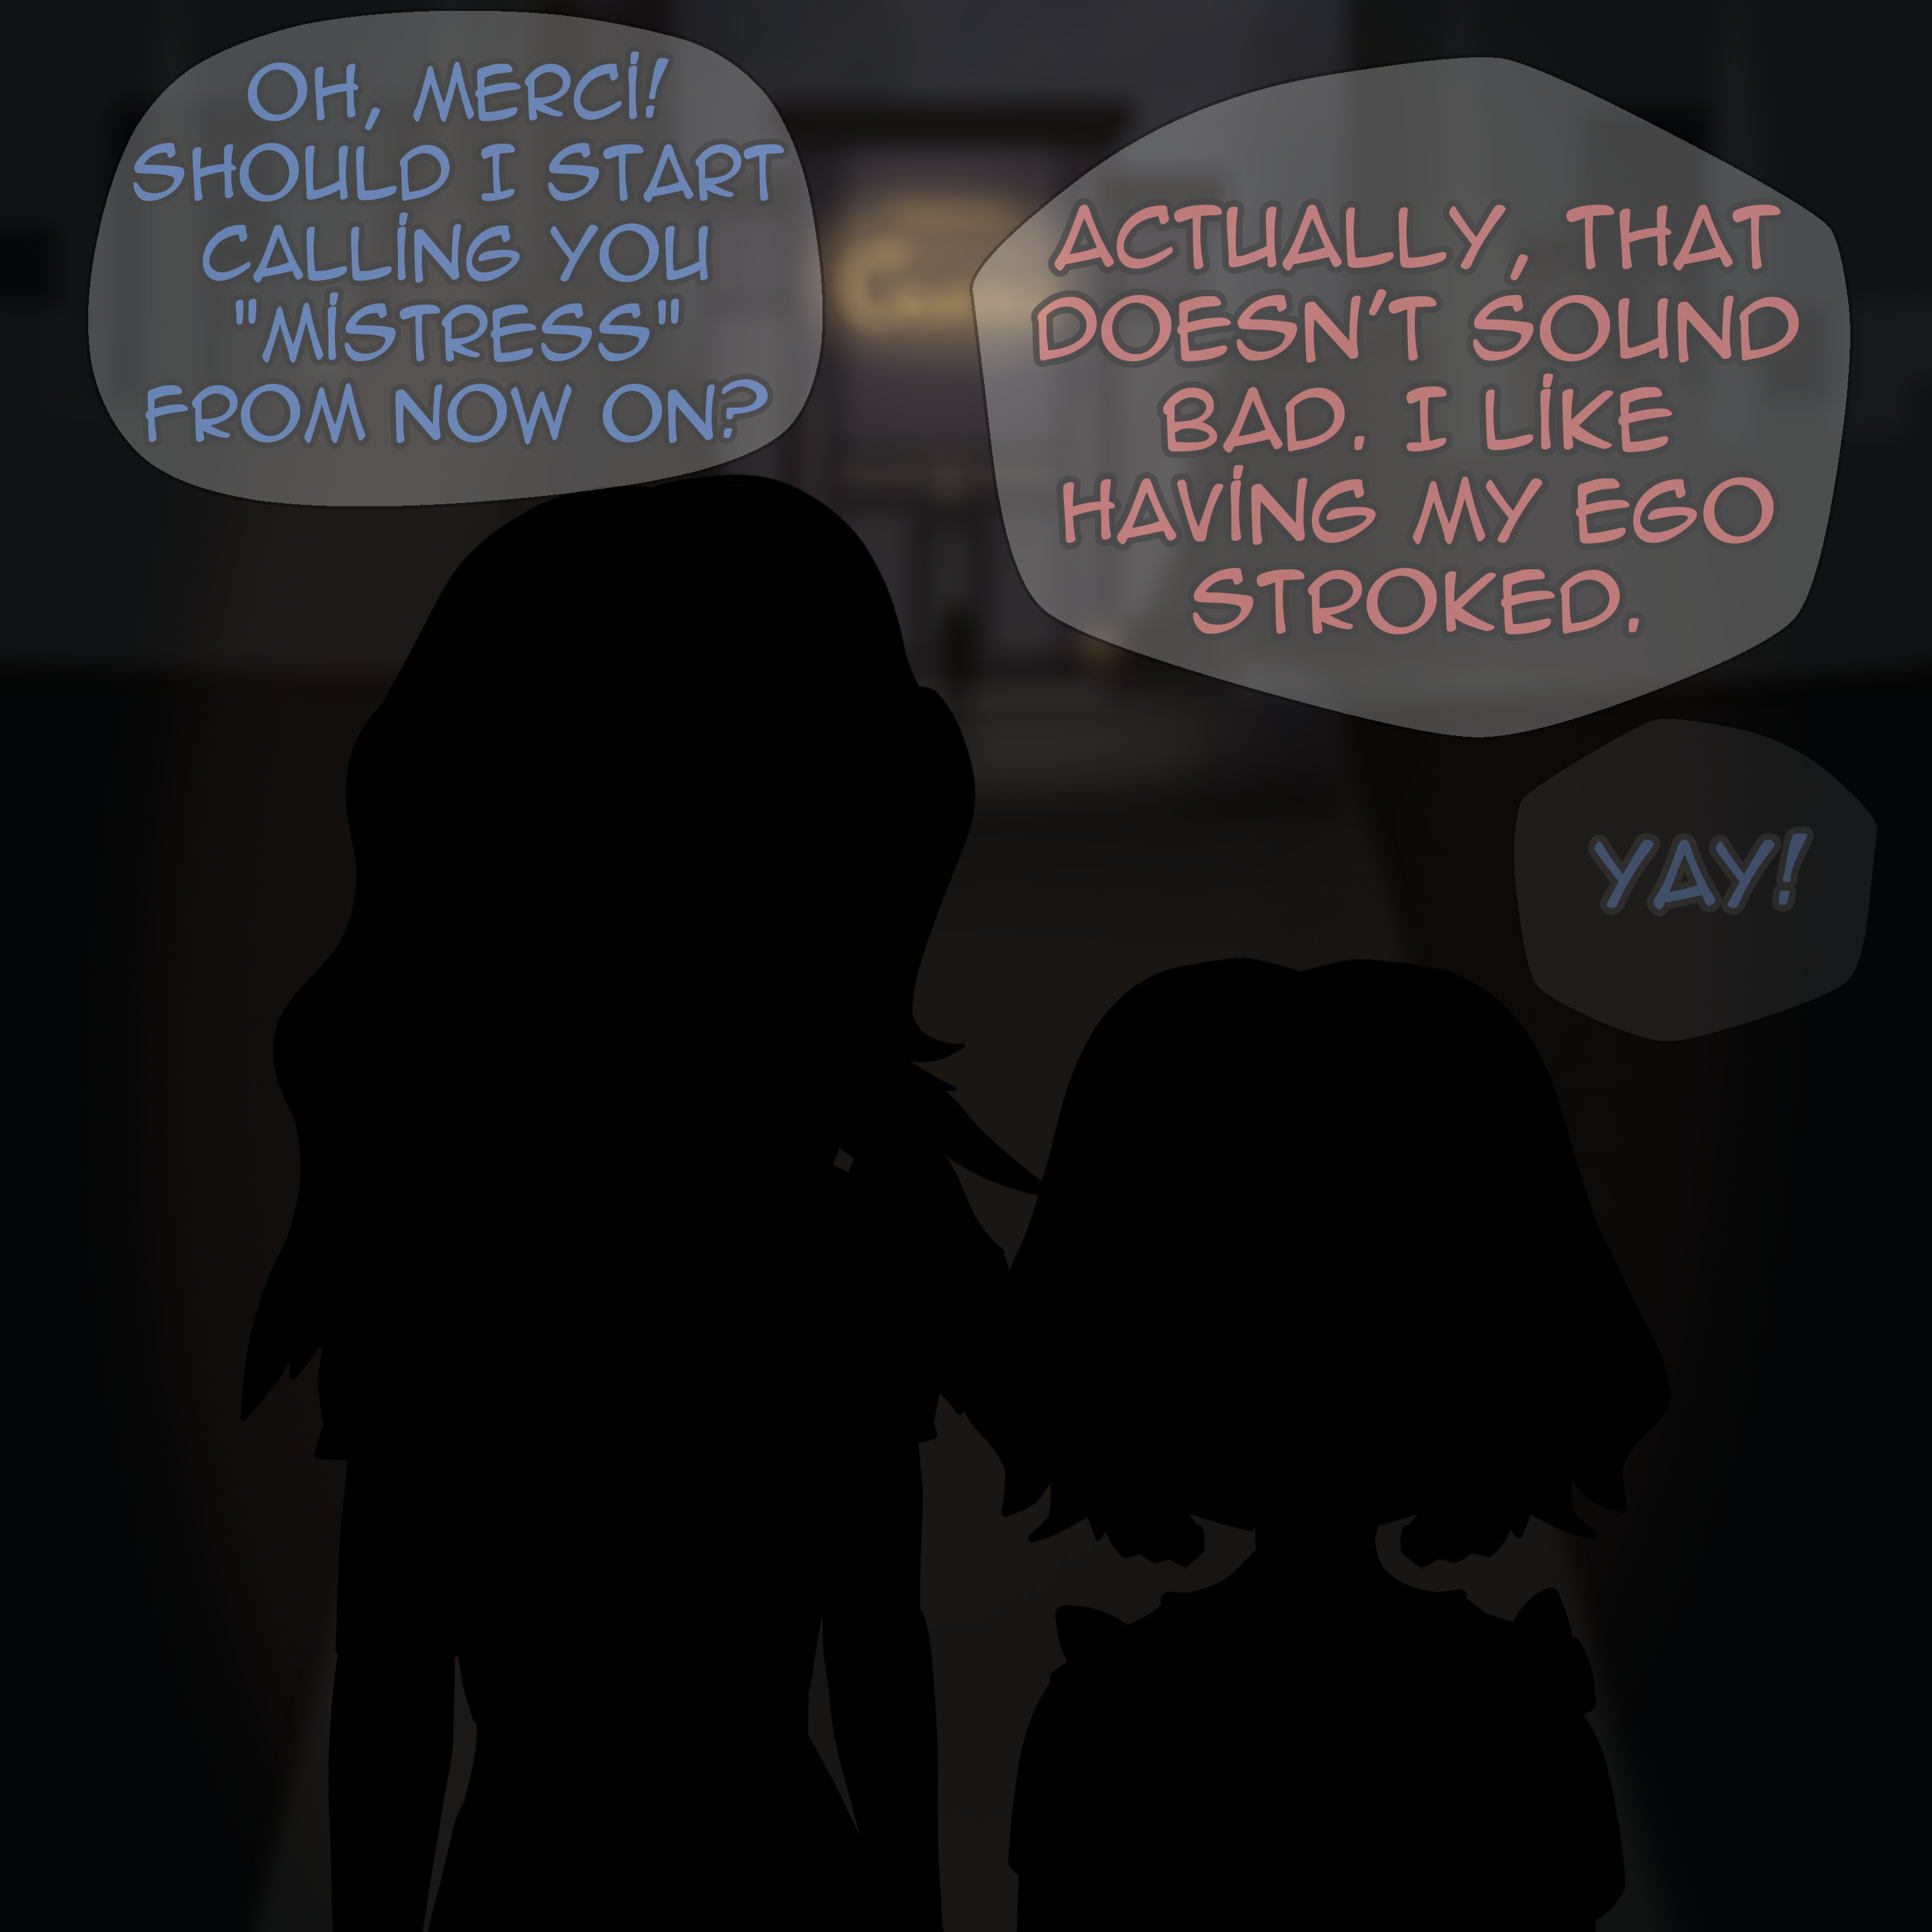 OH, MERCI!
SHOULD I START
CALLING YOU
"MISTRESS"
FROM NOW ON?
ACTUALLY, THAT
DOESN'T SOUND
BAD. I LIKE
HAVING MY EGO
STROKED.
YAY!